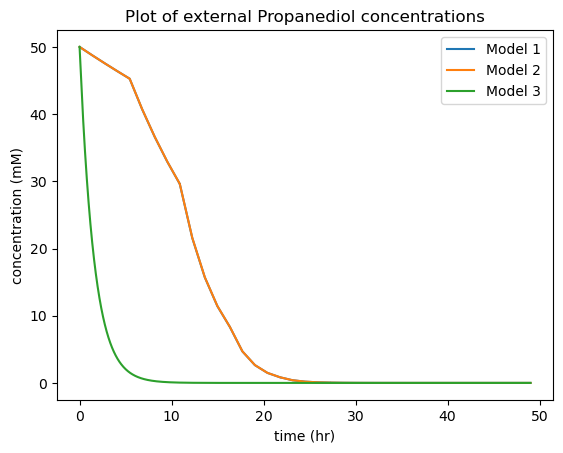 Plot of external Propanediol concentrations
Model 1
Model 2
Model 3
concentration (mM)
50
40
30
20
10
0
0 10 20 30 40 50
time (hr)